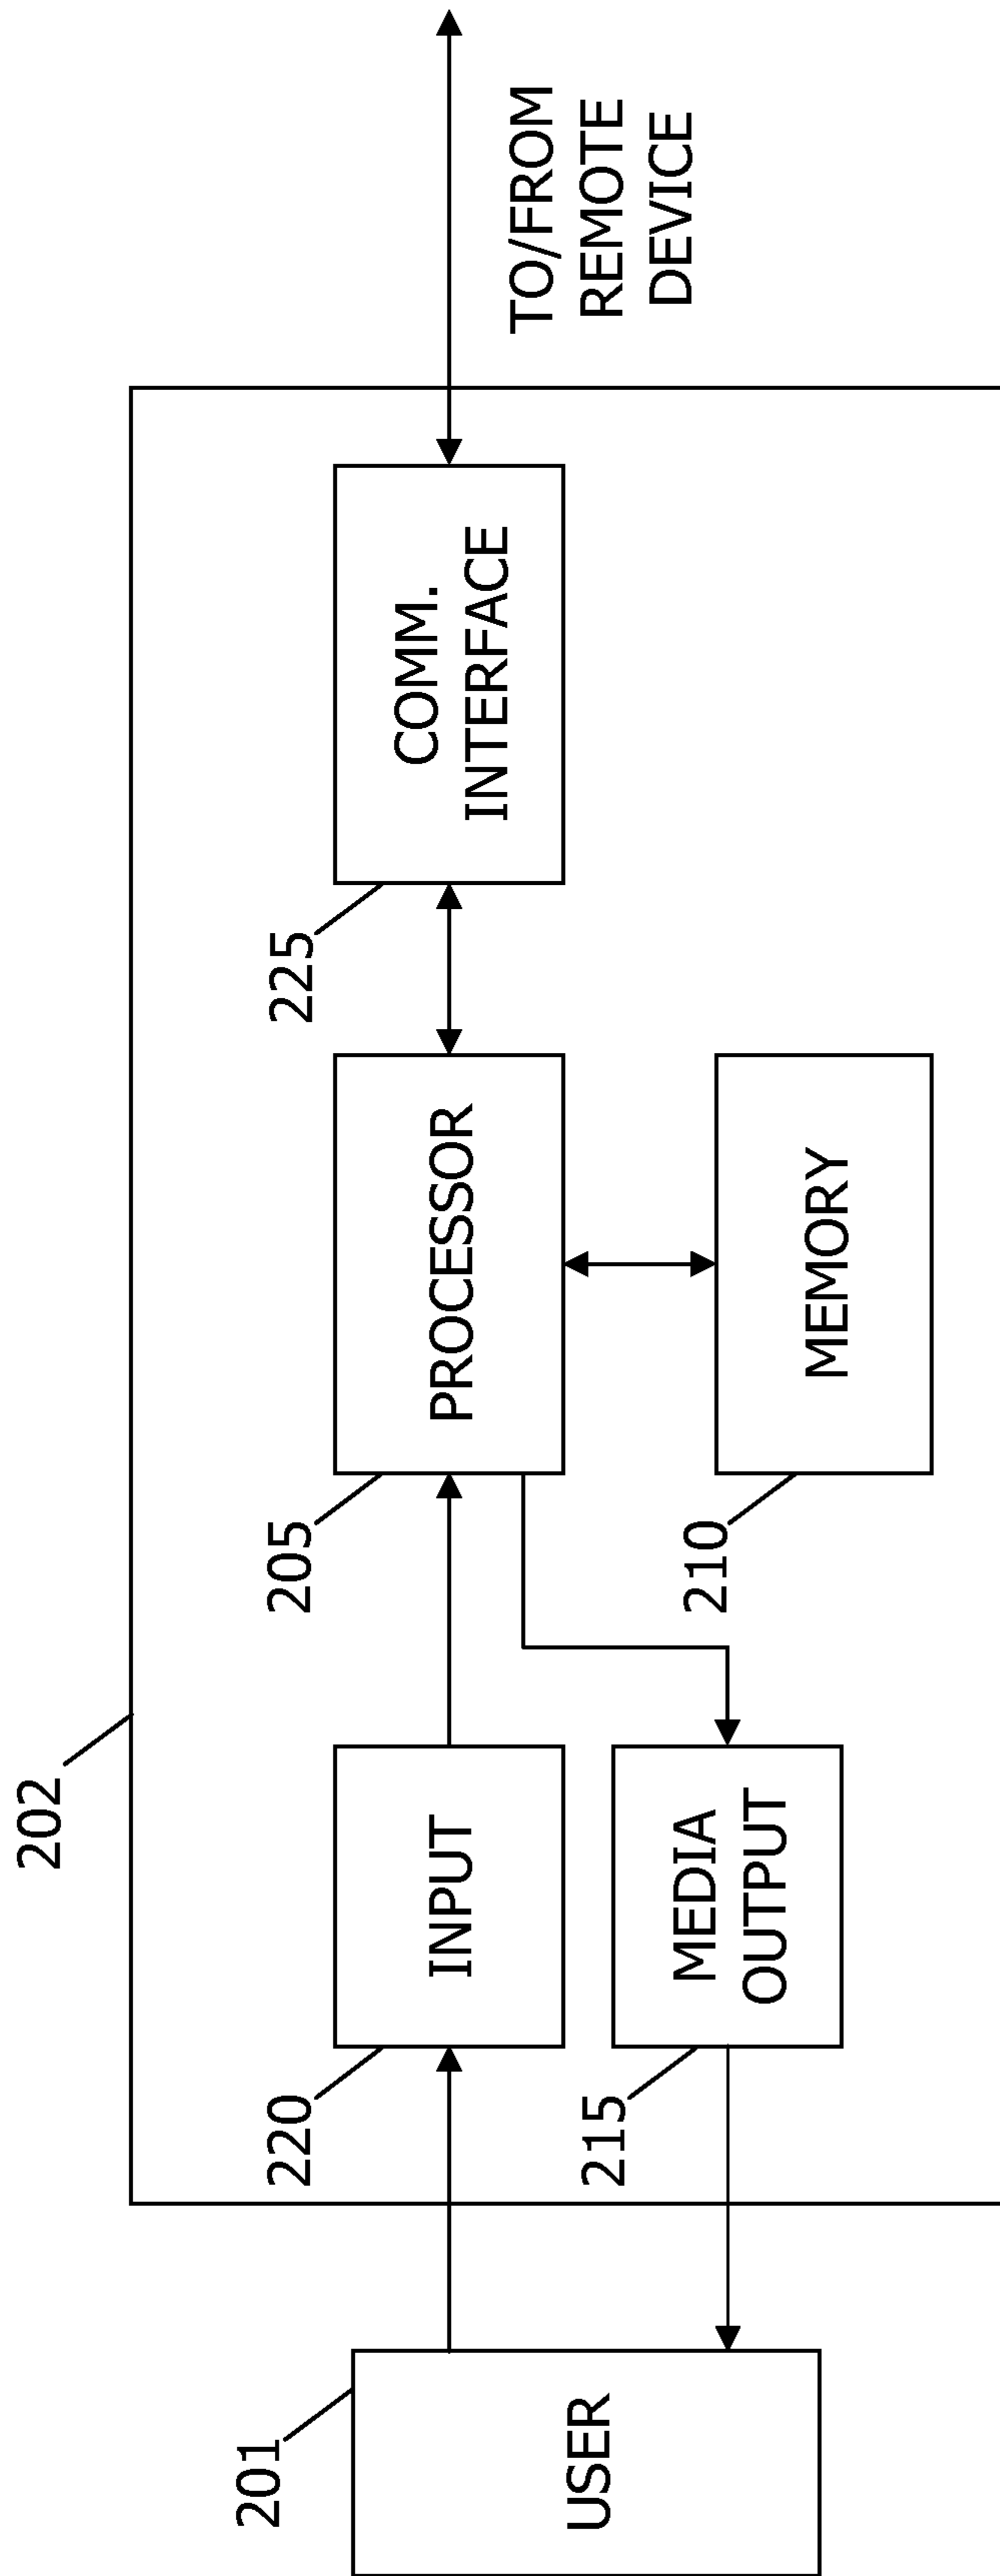 202
201
USER
220
INPUT
215
MEDIA
OUTPUT
205
PROCESSOR
210
MEMORY
225
COMM.
INTERFACE
TO/FROM
REMOTE
DEVICE